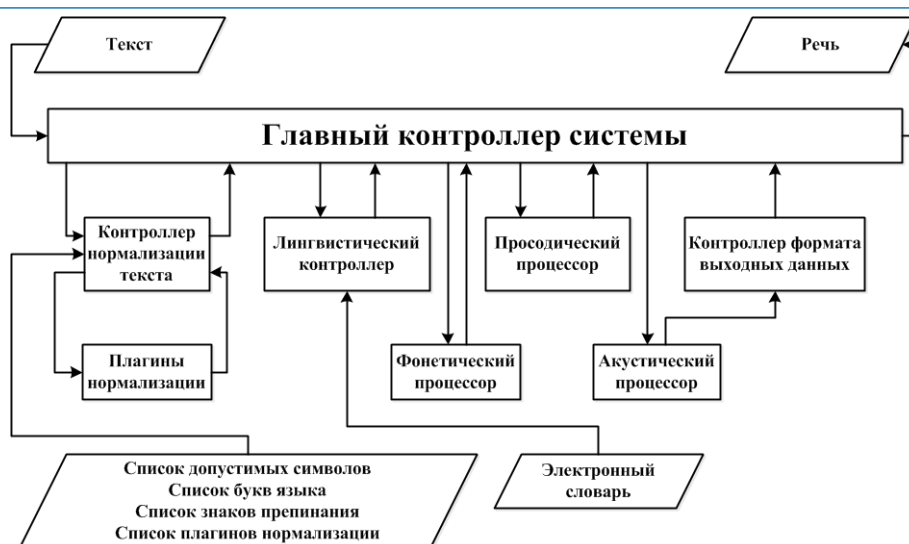 Текст
Речь
Главный контроллер системы
Контроллер
нормализации
текста
Лингвистический
контроллер
Просодический
процессор
Контроллер формата
выходных данных
Плагины
нормализации
Фонетический
процессор
Акустический
процессор
Список допустимых символов
Список букв языка
Список знаков препинания
Список плагинов нормализации
Электронный
словарь